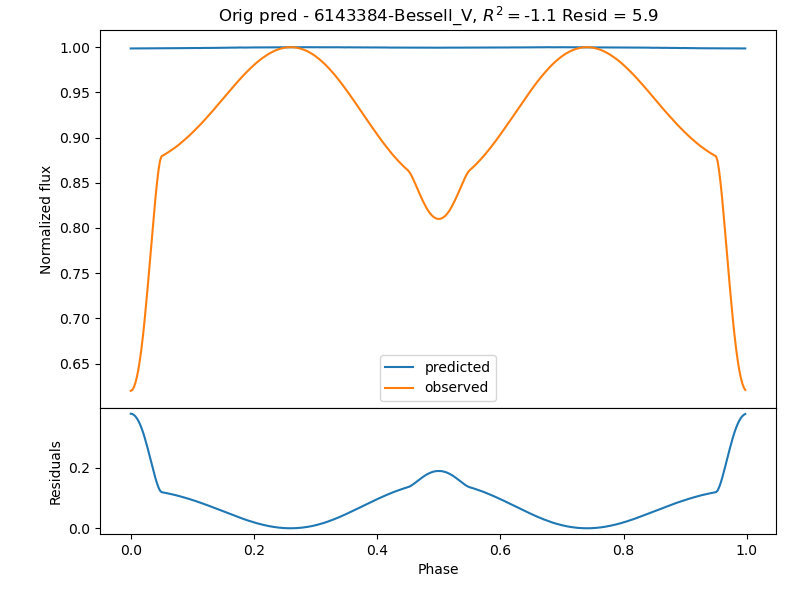 Orig pred - 6143384-Bessell_V, R² = -1.1 Resid = 5.9
1.00
0.95
0.90
0.85
0.80
0.75
0.70
0.65
Normalized flux
predicted
observed
0.2
0.0
Residuals
0.0 0.2 0.4 0.6 0.8 1.0
Phase